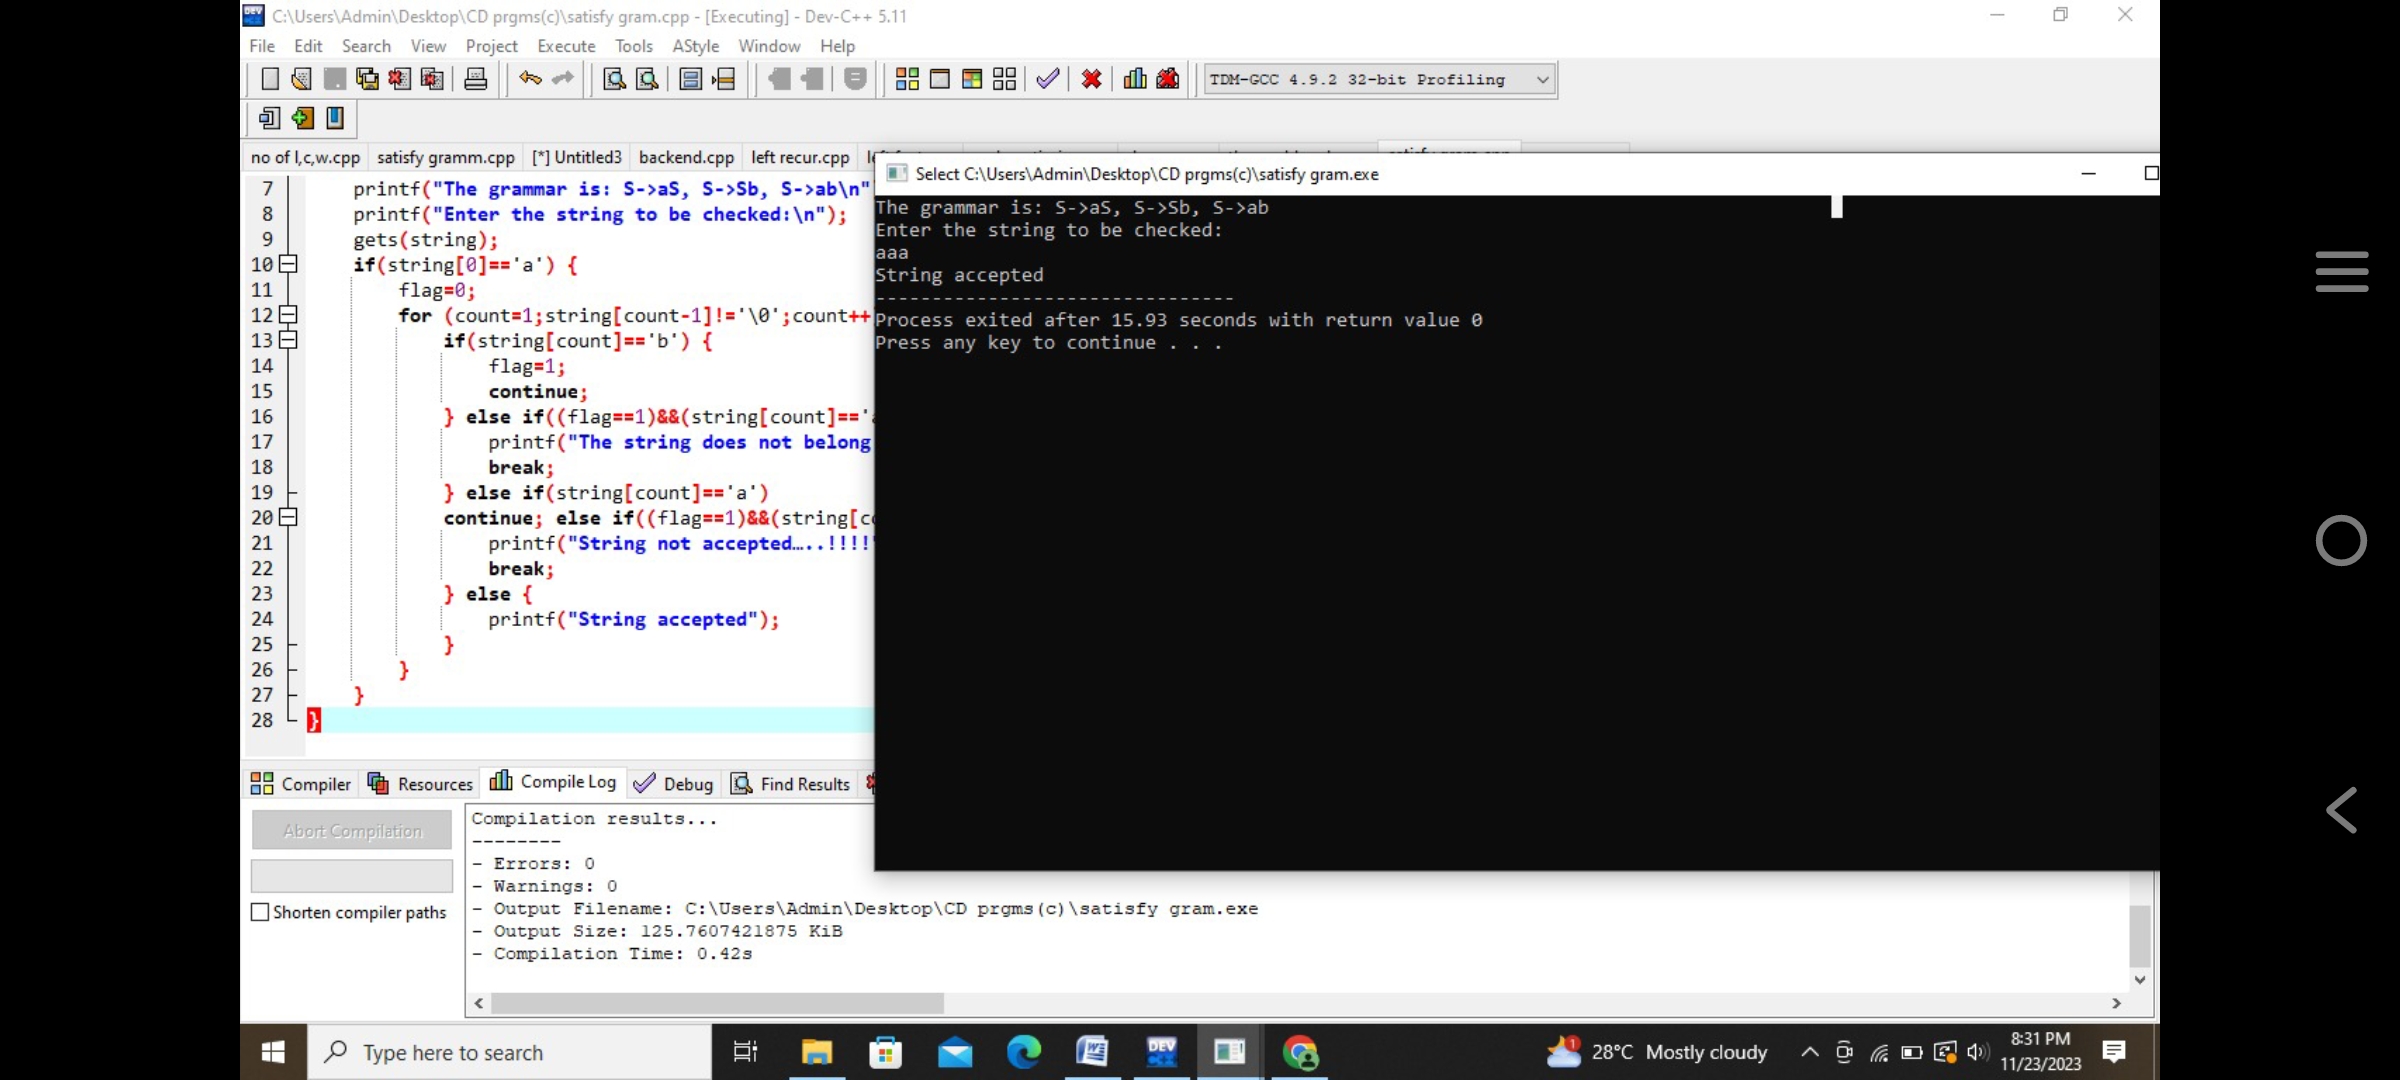 C:\Users\Admin\Desktop\CD prgms(c)\satisfy gram.cpp - [Executing] - Dev-C++ 5.11
File Edit Search View Project Execute Tools AStyle Window Help
TDM-GCC 4.9.2 32-bit Profiling
no of l,c,w.cpp satisfy gramm.cpp [*] Untitled3 backend.cpp left recur.cpp
7 printf("The grammar is: S->aS, S->Sb, S->ab\n"
8 printf("Enter the string to be checked:\n");
9 gets(string);
10 if(string[0]=='a') {
11 flag=0;
12 for (count=1;string[count-1]!='\0';count++
13 if(string[count]=='b') {
14 flag=1;
15 continue;
16 } else if((flag==1)&&(string[count]=='
17 printf("The string does not belong
18 break;
19 } else if(string[count]=='a')
20 continue; else if((flag==1)&&(string[c
21 printf("String not accepted…..!!!!
22 break;
23 } else {
24 printf("String accepted");
25 }
26 }
27 }
28 }
Select C:\Users\Admin\Desktop\CD prgms(c)\satisfy gram.exe
The grammar is: S->aS, S->Sb, S->ab
Enter the string to be checked:
aaa
String accepted
--------------------------------
Process exited after 15.93 seconds with return value 0
Press any key to continue . . .
Compiler Resources Compile Log Debug Find Results
Abort Compilation
Shorten compiler paths
Compilation results...
--------
- Errors: 0
- Warnings: 0
- Output Filename: C:\Users\Admin\Desktop\CD prgms(c)\satisfy gram.exe
- Output Size: 125.7607421875 KiB
- Compilation Time: 0.42s
Type here to search
28°C Mostly cloudy
8:31 PM
11/23/2023